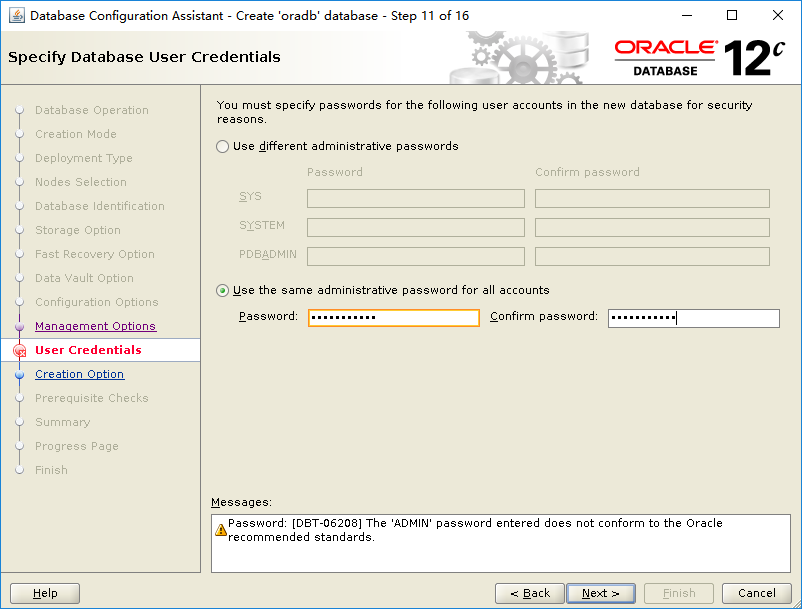 Database Configuration Assistant - Create 'oradb' database - Step 11 of 16
Specify Database User Credentials
ORACLE®
DATABASE
12c
Database Operation
Creation Mode
Deployment Type
Nodes Selection
Database Identification
Storage Option
Fast Recovery Option
Data Vault Option
Configuration Options
Management Options
User Credentials
Creation Option
Prerequisite Checks
Summary
Progress Page
Finish
You must specify passwords for the following user accounts in the new database for security
reasons.
Use different administrative passwords
Password Confirm password
SYS
SYSTEM
PDBADMIN
Use the same administrative password for all accounts
Password: ••••••••••• Confirm password: •••••••••••
Messages:
Password: [DBT-06208] The 'ADMIN' password entered does not conform to the Oracle
recommended standards.
Help < Back Next > Finish Cancel